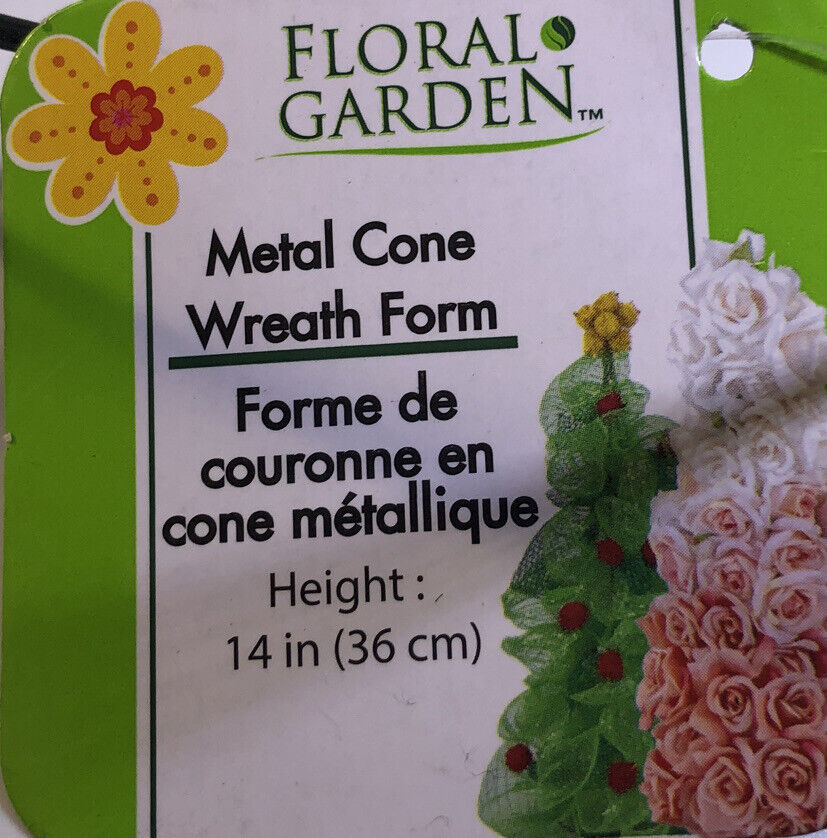 FLORAL
GARDEN™
Metal Cone
Wreath Form
Forme de
couronne en
cone métallique
Height :
14 in (36 cm)